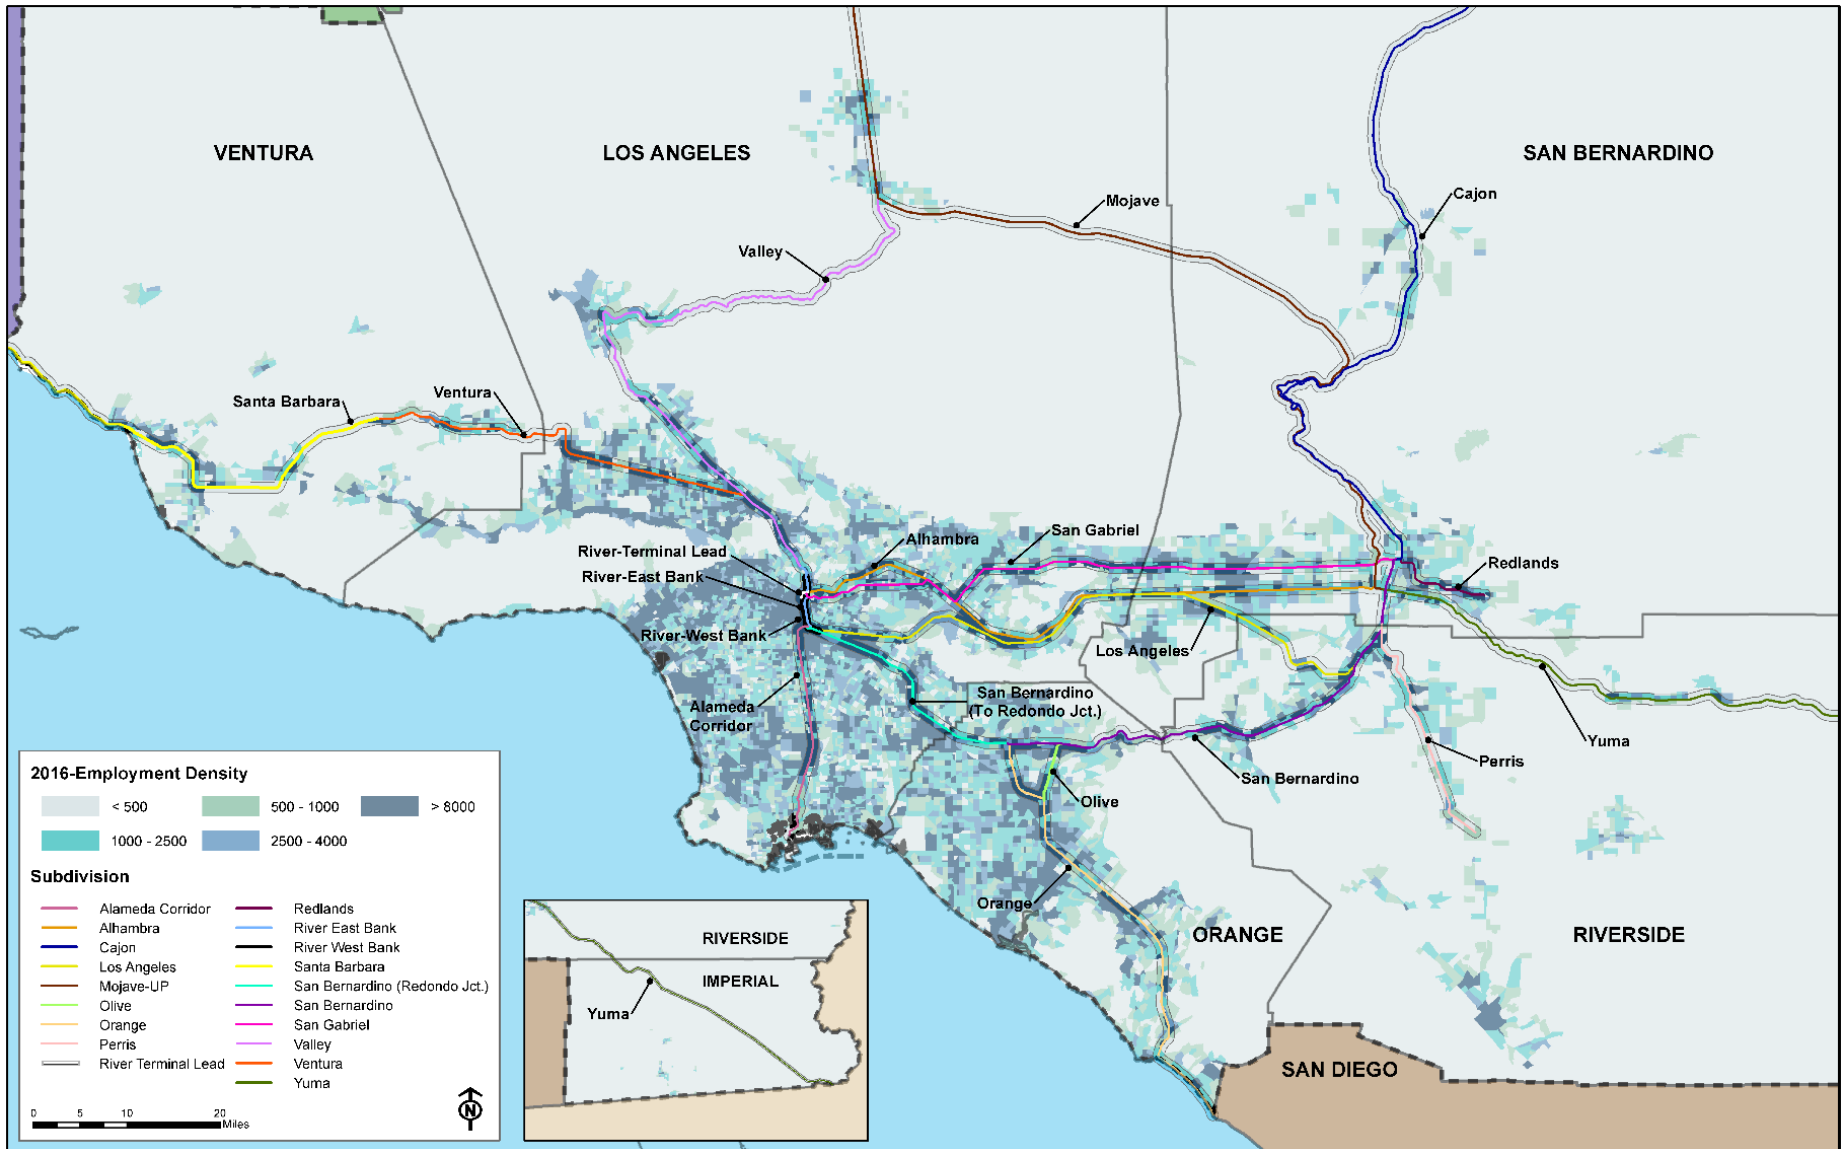 VENTURA
LOS ANGELES
SAN BERNARDINO
Mojave
Cajon
Valley
Santa Barbara
Ventura
San Gabriel
Alhambra
River-Terminal Lead
River-East Bank
Redlands
River-West Bank
Los Angeles
Alameda
Corridor
San Bernardino
(To Redondo Jct.)
Yuma
Perris
San Bernardino
Olive
Orange
ORANGE
RIVERSIDE
SAN DIEGO
2016-Employment Density
< 500
500 - 1000
> 8000
1000 - 2500
2500 - 4000
Subdivision
Alameda Corridor
Alhambra
Cajon
Los Angeles
Mojave-UP
Olive
Orange
Perris
River Terminal Lead
Redlands
River East Bank
River West Bank
Santa Barbara
San Bernardino (Redondo Jct.)
San Bernardino
San Gabriel
Valley
Ventura
Yuma
0 5 10 20
Miles
N
RIVERSIDE
IMPERIAL
Yuma